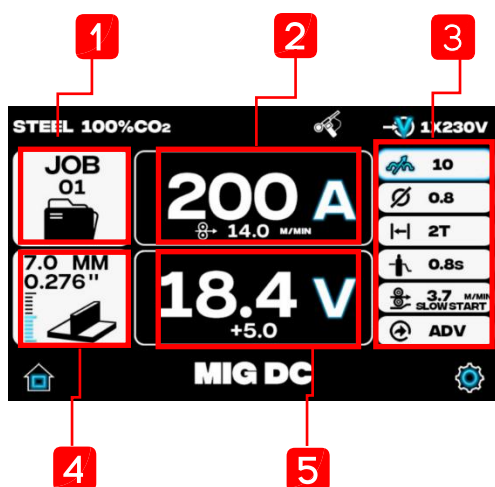 1 2 3
STEEL 100%CO2 1X230V
JOB
01
200 A
14.0 M/MIN
10
0.8
2T
0.8s
3.7 M/MIN
SLOW START
ADV
7.0 MM
0.276"
18.4 V
+5.0
MIG DC
4 5